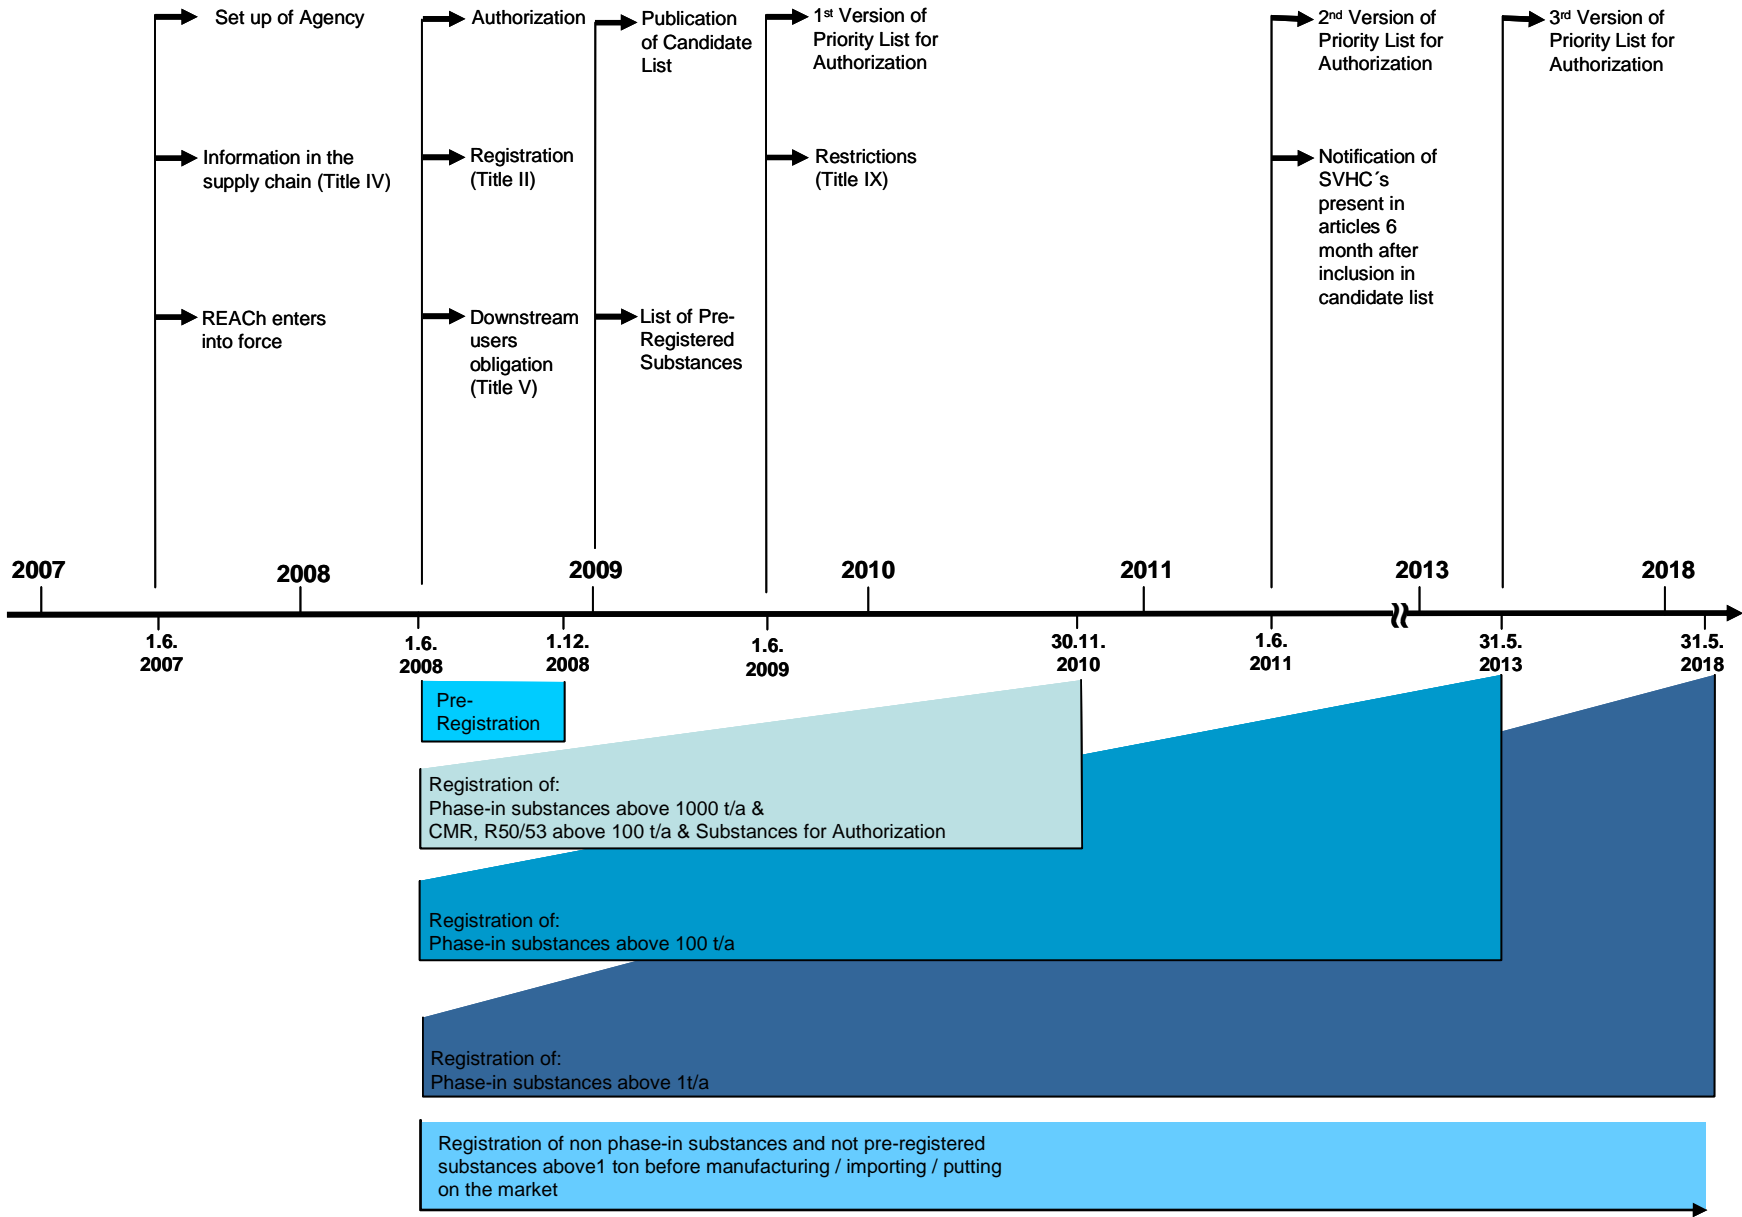 Set up of Agency
Information in the
supply chain (Title IV)
REACh enters
into force
Authorization
Registration
(Title II)
Downstream
users
obligation
(Title V)
Publication
of Candidate
List
List of Pre-
Registered
Substances
1st Version of
Priority List for
Authorization
Restrictions
(Title IX)
2nd Version of
Priority List for
Authorization
Notification of
SVHC´s
present in
articles 6
month after
inclusion in
candidate list
3rd Version of
Priority List for
Authorization
2007
2008
2009
2010
2011
2013
2018
1.6.
2007
1.6.
2008
1.12.
2008
1.6.
2009
30.11.
2010
1.6.
2011
31.5.
2013
31.5.
2018
Pre-
Registration
Registration of:
Phase-in substances above 1000 t/a &
CMR, R50/53 above 100 t/a & Substances for Authorization
Registration of:
Phase-in substances above 100 t/a
Registration of:
Phase-in substances above 1t/a
Registration of non phase-in substances and not pre-registered
substances above1 ton before manufacturing / importing / putting
on the market